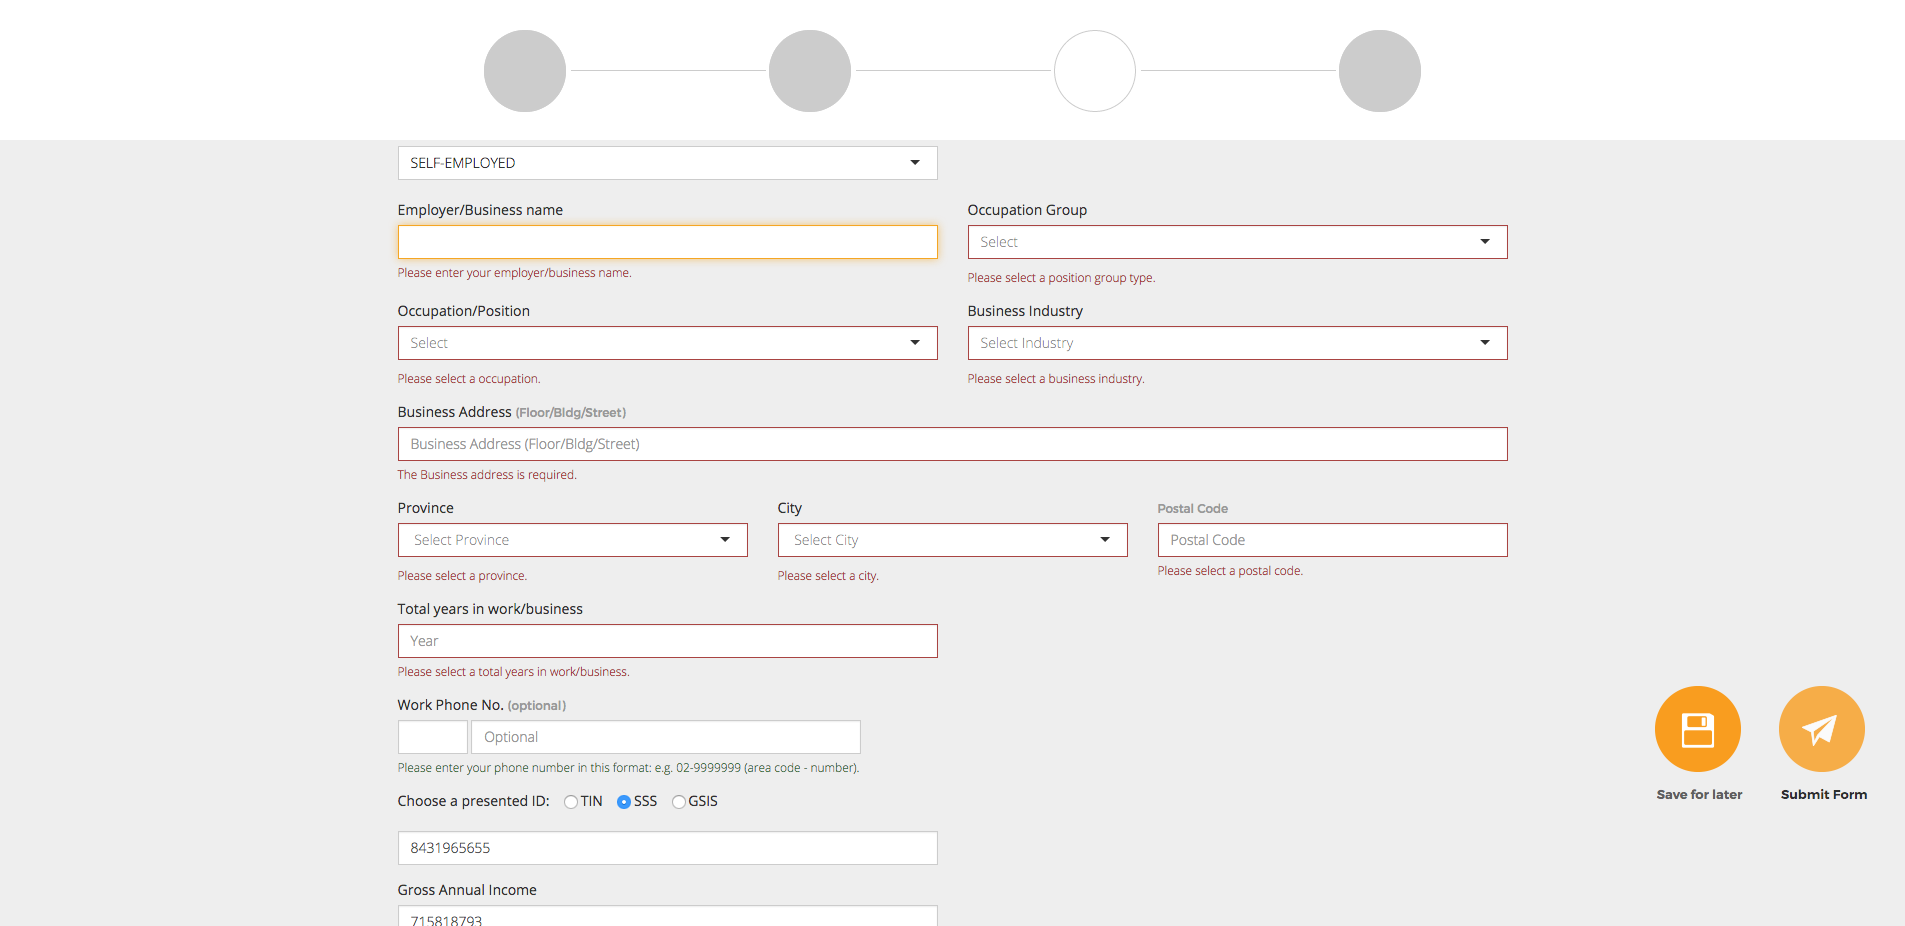 SELF-EMPLOYED
Employer/Business name
Occupation Group
Select
Please enter your employer/business name.
Please select a position group type.
Occupation/Position
Business Industry
Select
Select Industry
Please select a occupation.
Please select a business industry.
Business Address (Floor/Bldg/Street)
Business Address (Floor/Bldg/Street)
The Business address is required.
Province
City
Postal Code
Select Province
Select City
Postal Code
Please select a province.
Please select a city.
Please select a postal code.
Total years in work/business
Year
Please select a total years in work/business.
Work Phone No. (optional)
Optional
Please enter your phone number in this format: e.g. 02-9999999 (area code - number).
Save for later
Submit Form
Choose a presented ID: TIN SSS GSIS
8431965655
Gross Annual Income
715818793